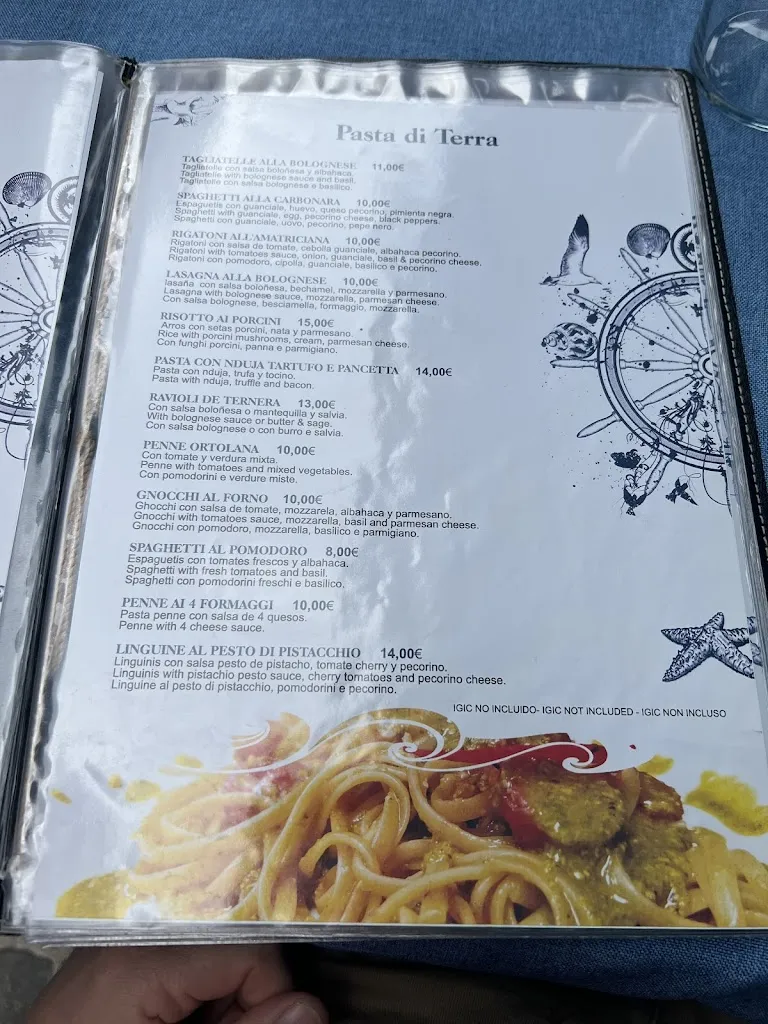 Pasta di Terra
TAGLIATELLE ALLA BOLOGNESE 11,00€
Tagliatelle con salsa boloñesa y albahaca.
Tagliatelle with bolognese sauce and basil.
Tagliatelle con salsa bolognese e basilico.
SPAGHETTI ALLA CARBONARA 10,00€
Espaguetis con guanciale, huevo, queso pecorino, pimienta negra.
Spaghetti with guanciale, egg, pecorino cheese, black peppers.
Spaghetti con guanciale, uovo, pecorino, pepe nero.
RIGATONI ALL'AMATRICIANA 10,00€
Rigatoni con salsa de tomate, cebolla guanciale, albahaca pecorino.
Rigatoni with tomatoes sauce, onion, guanciale, basil & pecorino cheese.
Rigatoni con pomodoro, cipolla, guanciale, basilico e pecorino.
LASAGNA ALLA BOLOGNESE 10,00€
lasaña con salsa boloñesa, bechamel, mozzarella y parmesano.
Lasagna with bolognese sauce, mozzarella, parmesan cheese.
Con salsa bolognese, besciamella, formaggio, mozzarella.
RISOTTO AI PORCINI 15,00€
Arros con setas porcini, nata y parmesano.
Rice with porcini mushrooms, cream, parmesan cheese.
Con funghi porcini, panna e parmigiano.
PASTA CON NDUJA TARTUFO E PANCETTA 14,00€
Pasta con nduja, trufa y tocino.
Pasta with nduja, truffle and bacon.
RAVIOLI DE TERNERA 13,00€
Con salsa boloñesa o mantequilla y salvia.
With bolognese sauce or butter & sage.
Con salsa bolognese o con burro e salvia.
PENNE ORTOLANA 10,00€
Con tomate y verdura mixta.
Penne with tomatoes and mixed vegetables.
Con pomodorini e verdure miste.
GNOCCHI AL FORNO 10,00€
Ghocchi con salsa de tomate, mozzarela, albahaca y parmesano.
Gnocchi with tomatoes sauce, mozzarella, basil and parmesan cheese.
Gnocchi con pomodoro, mozzarella, basilico e parmigiano.
SPAGHETTI AL POMODORO 8,00€
Espaguetis con tomates frescos y albahaca.
Spaghetti with fresh tomatoes and basil.
Spaghetti con pomodorini freschi e basilico.
PENNE AI 4 FORMAGGI 10,00€
Pasta penne con salsa de 4 quesos.
Penne with 4 cheese sauce.
LINGUINE AL PESTO DI PISTACCHIO 14,00€
Linguinis con salsa pesto de pistacho, tomate cherry y pecorino.
Linguinis with pistachio pesto sauce, cherry tomatoes and pecorino cheese.
Linguine al pesto di pistacchio, pomodorini e pecorino.
IGIC NO INCLUIDO- IGIC NOT INCLUDED - IGIC NON INCLUSO